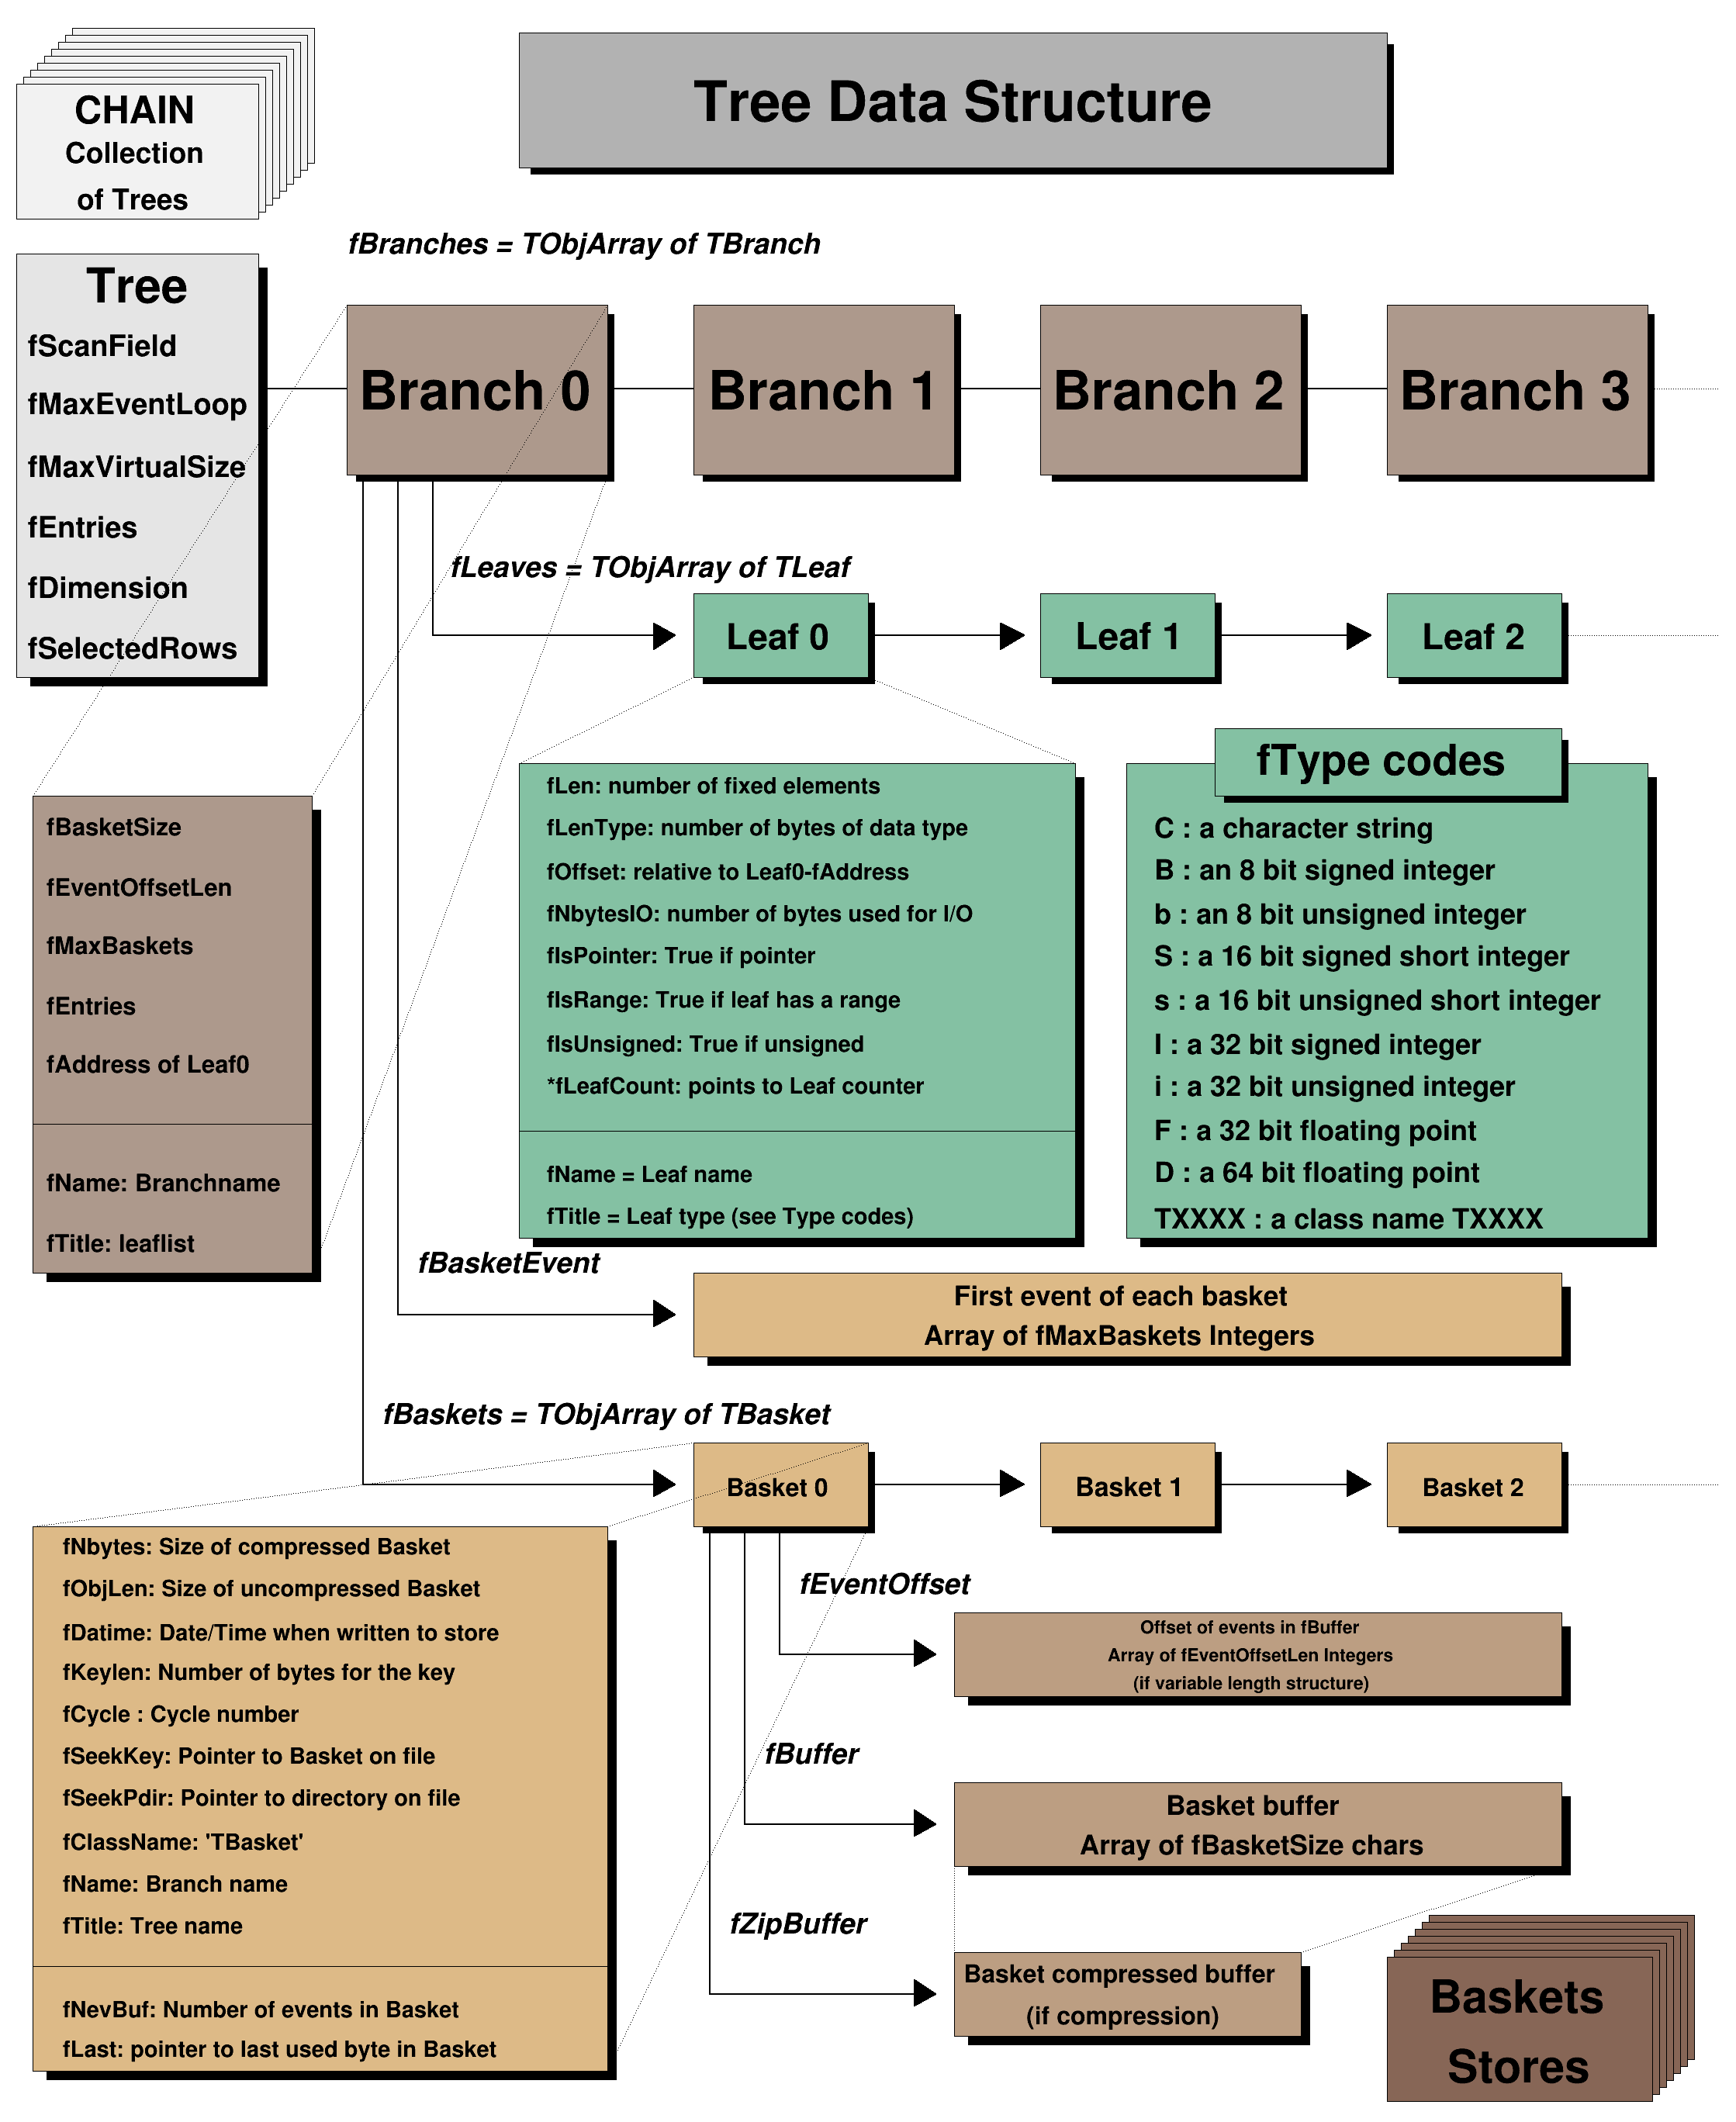 CHAIN
Collection
of Trees
Tree Data Structure
fBranches = TObjArray of TBranch
Tree
fScanField
fMaxEventLoop
fMaxVirtualSize
fEntries
fDimension
fSelectedRows
Branch 0
Branch 1
Branch 2
Branch 3
fLeaves = TObjArray of TLeaf
Leaf 0
Leaf 1
Leaf 2
fBasketSize
fEventOffsetLen
fMaxBaskets
fEntries
fAddress of Leaf0
fName: Branchname
fTitle: leaflist
fLen: number of fixed elements
fLenType: number of bytes of data type
fOffset: relative to Leaf0-fAddress
fNbytesIO: number of bytes used for I/O
fIsPointer: True if pointer
fIsRange: True if leaf has a range
fIsUnsigned: True if unsigned
*fLeafCount: points to Leaf counter
fName = Leaf name
fTitle = Leaf type (see Type codes)
fType codes
C : a character string
B : an 8 bit signed integer
b : an 8 bit unsigned integer
S : a 16 bit signed short integer
s : a 16 bit unsigned short integer
I : a 32 bit signed integer
i : a 32 bit unsigned integer
F : a 32 bit floating point
D : a 64 bit floating point
TXXXX : a class name TXXXX
fBasketEvent
First event of each basket
Array of fMaxBaskets Integers
fBaskets = TObjArray of TBasket
Basket 0
Basket 1
Basket 2
fNbytes: Size of compressed Basket
fObjLen: Size of uncompressed Basket
fDatime: Date/Time when written to store
fKeylen: Number of bytes for the key
fCycle : Cycle number
fSeekKey: Pointer to Basket on file
fSeekPdir: Pointer to directory on file
fClassName: 'TBasket'
fName: Branch name
fTitle: Tree name
fNevBuf: Number of events in Basket
fLast: pointer to last used byte in Basket
fEventOffset
Offset of events in fBuffer
Array of fEventOffsetLen Integers
(if variable length structure)
fBuffer
Basket buffer
Array of fBasketSize chars
fZipBuffer
Basket compressed buffer
(if compression)
Baskets
Stores